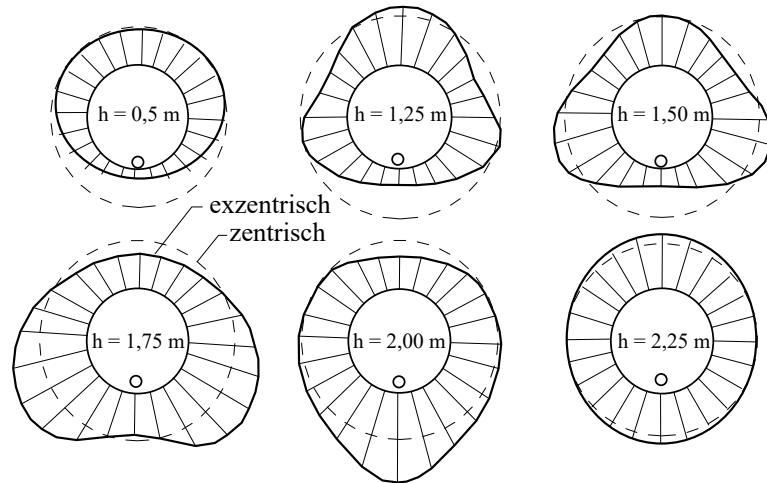 h = 0,5 m
h = 1,25 m
h = 1,50 m
exzentrisch
zentrisch
h = 1,75 m
h = 2,00 m
h = 2,25 m